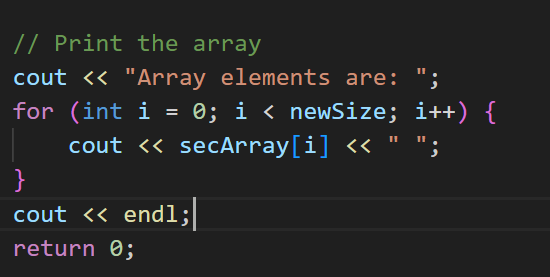 // Print the array
cout << "Array elements are: ";
for (int i = 0; i < newSize; i++) {
    cout << secArray[i] << " ";
}
cout << endl;
return 0;